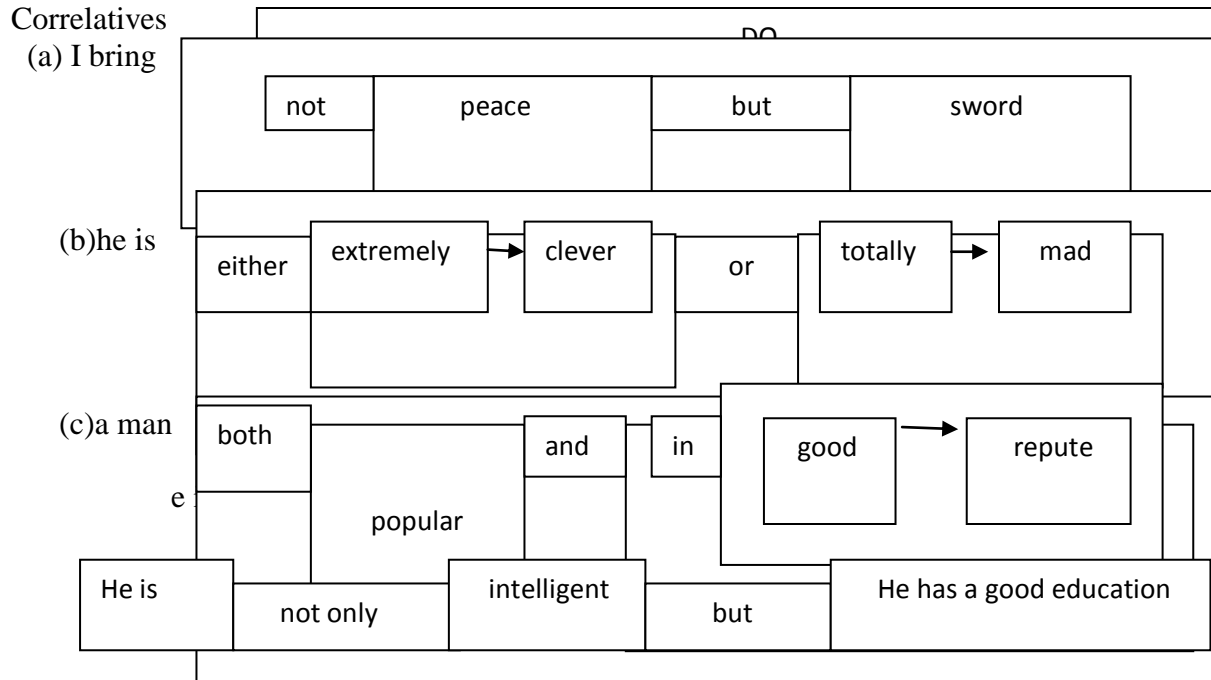 Correlatives
DO
(a) I bring
not peace but sword
(b)he is
either extremely clever or totally mad
(c)a man
both popular and in good repute
e
He is not only intelligent but He has a good education